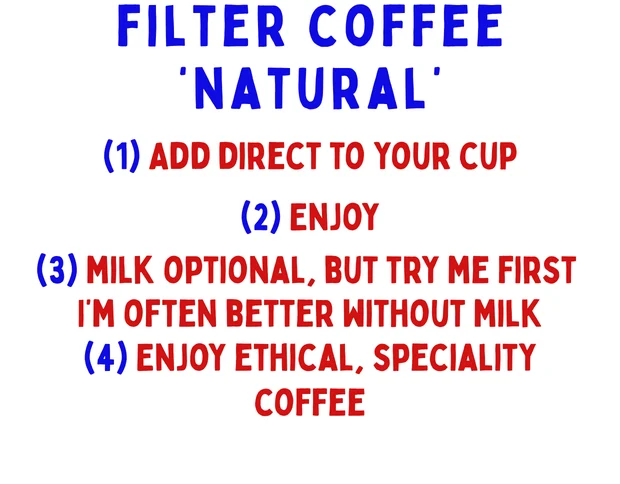 FILTER COFFEE
'NATURAL'
(1) ADD DIRECT TO YOUR CUP
(2) ENJOY
(3) MILK OPTIONAL, BUT TRY ME FIRST
I'M OFTEN BETTER WITHOUT MILK
(4) ENJOY ETHICAL, SPECIALITY
COFFEE